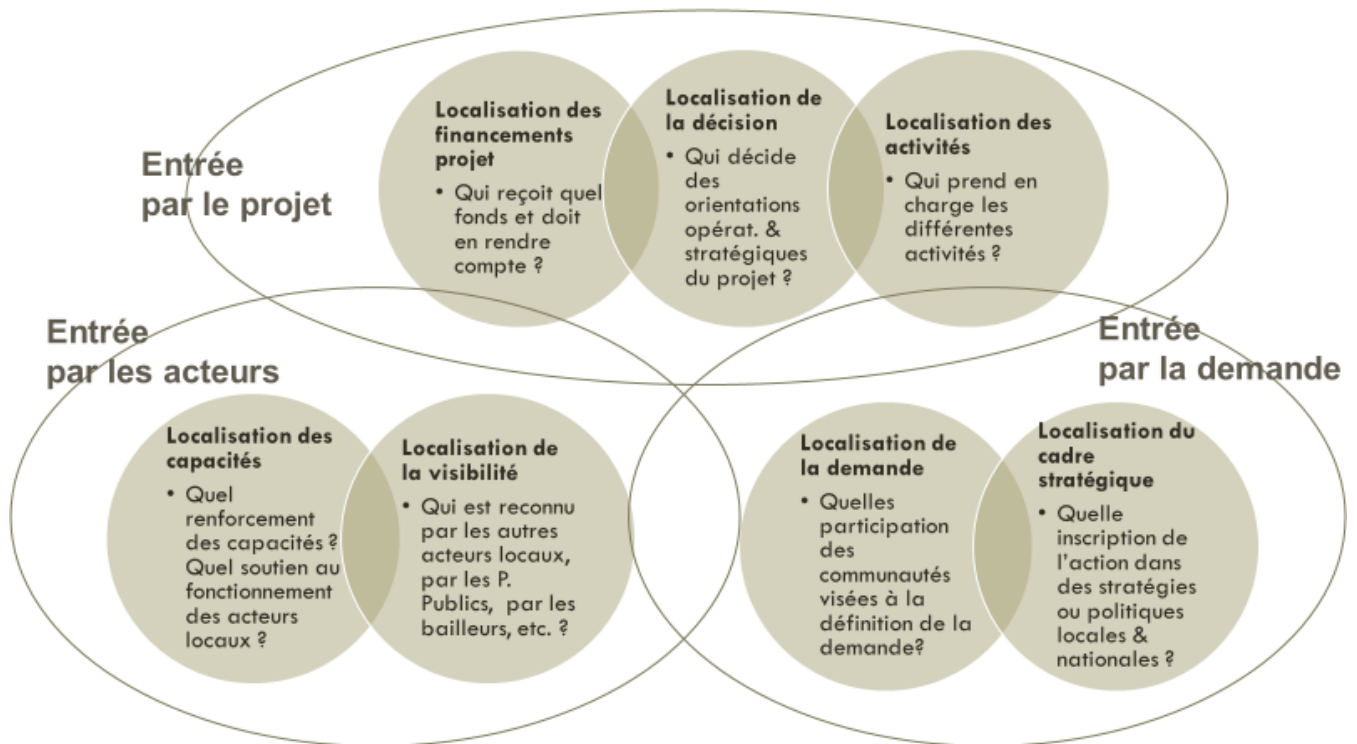 Entrée
par le projet
Localisation des
financements
projet
• Qui reçoit quel
fonds et doit
en rendre
compte ?
Localisation de
la décision
• Qui décide
des
orientations
opérat. &
stratégiques
du projet ?
Localisation des
activités
• Qui prend en
charge les
différentes
activités ?
Entrée
par les acteurs
Localisation des
capacités
• Quel
renforcement
des capacités ?
Quel soutien au
fonctionnement
des acteurs
locaux ?
Localisation de
la visibilité
• Qui est reconnu
par les autres
acteurs locaux,
par les P.
Publics, par les
bailleurs, etc. ?
Entrée
par la demande
Localisation de
la demande
• Quelles
participation
des
communautés
visées à la
définition de la
demande?
Localisation du
cadre
stratégique
• Quelle
inscription de
l'action dans
des stratégies
ou politiques
locales &
nationales ?